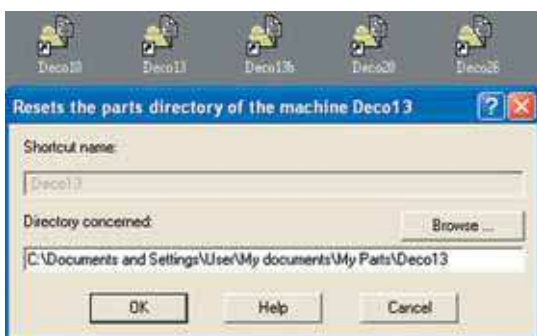 Deco10 Deco13 Deco13b Deco20 Deco26
Resets the parts directory of the machine Deco13
Shortcut name:
Deco13
Directory concerned:
Browse ...
C:\Documents and Settings\User\My documents\My Parts\Deco13
OK Help Cancel